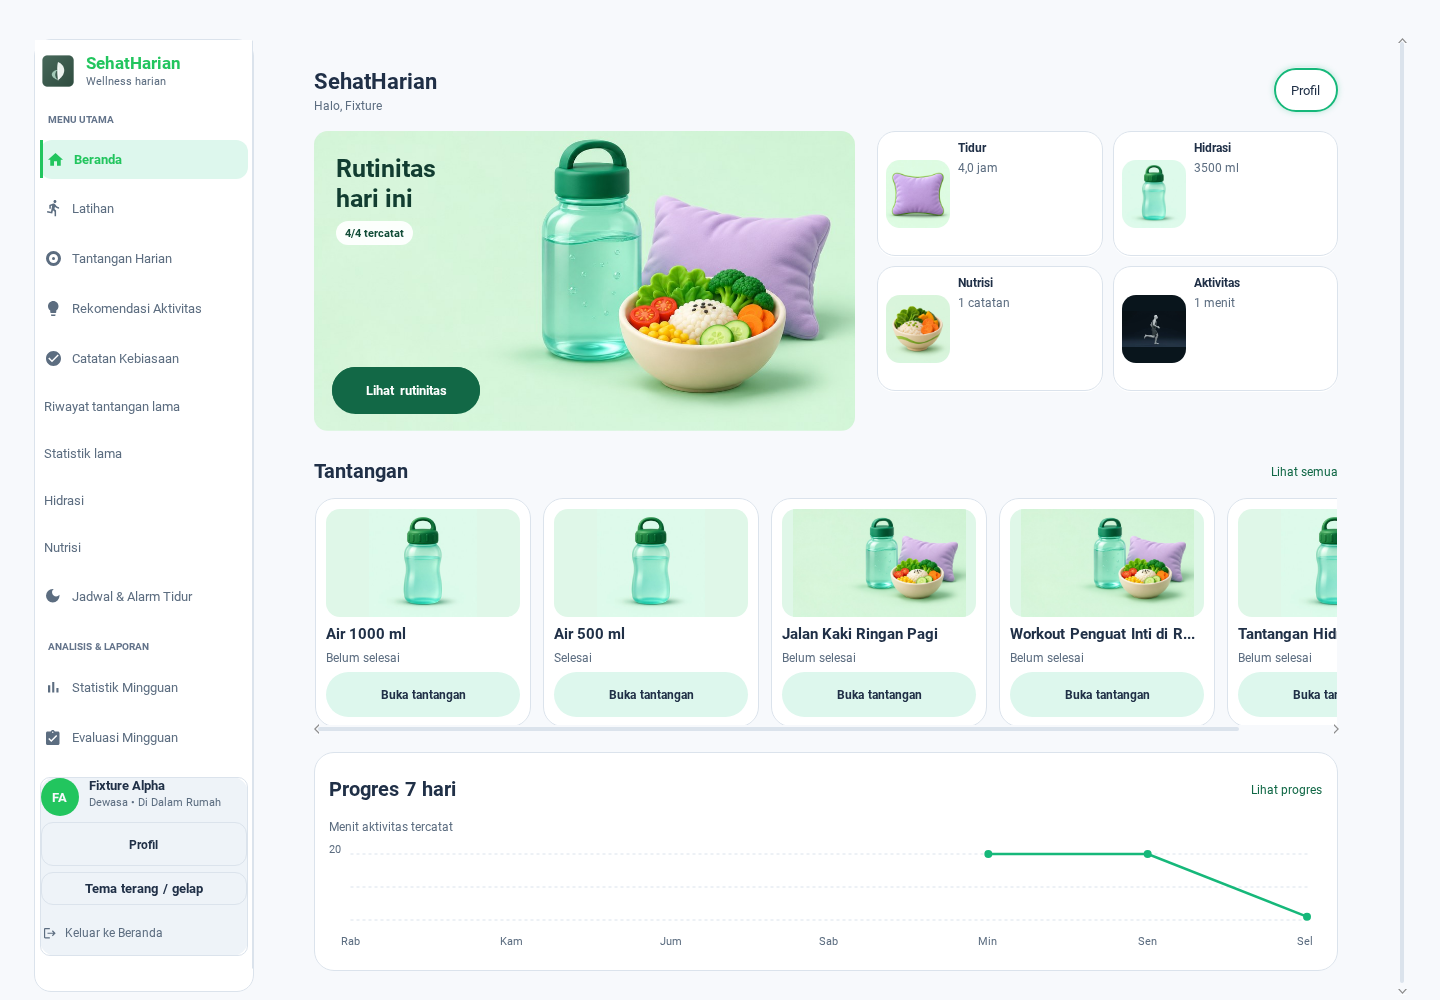 SehatHarian
Wellness harian
MENU UTAMA
Beranda
Latihan
Tantangan Harian
Rekomendasi Aktivitas
Catatan Kebiasaan
Riwayat tantangan lama
Statistik lama
Hidrasi
Nutrisi
Jadwal & Alarm Tidur
ANALISIS & LAPORAN
Statistik Mingguan
Evaluasi Mingguan
FA
Fixture Alpha
Dewasa • Di Dalam Rumah
Profil
Tema terang / gelap
Keluar ke Beranda
SehatHarian
Halo, Fixture
Profil
Rutinitas
hari ini
4/4 tercatat
Lihat rutinitas
Tidur
4,0 jam
Hidrasi
3500 ml
Nutrisi
1 catatan
Aktivitas
1 menit
Tantangan
Lihat semua
Air 1000 ml
Belum selesai
Buka tantangan
Air 500 ml
Selesai
Buka tantangan
Jalan Kaki Ringan Pagi
Belum selesai
Buka tantangan
Workout Penguat Inti di R...
Belum selesai
Buka tantangan
Tantangan Hid
Belum selesai
Buka tan
Progres 7 hari
Lihat progres
Menit aktivitas tercatat
20
Rab Kam Jum Sab Min Sen Sel